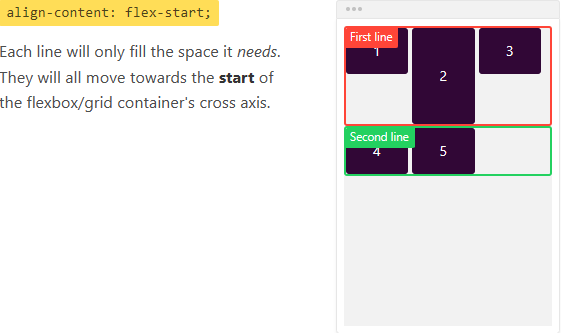 align-content: flex-start;
Each line will only fill the space it needs.
They will all move towards the start of
the flexbox/grid container's cross axis.
First line
1
2
3
Second line
4
5